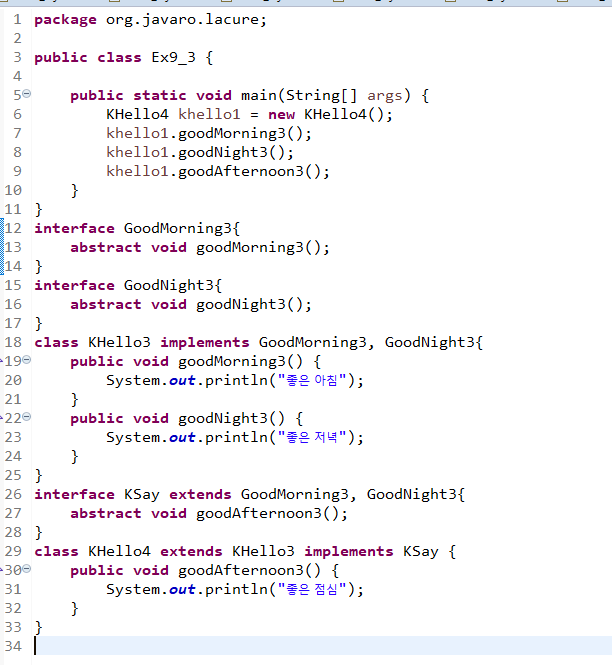 1 package org.javaro.lacure;
2
3 public class Ex9_3 {
4
5     public static void main(String[] args) {
6         KHello4 khello1 = new KHello4();
7         khello1.goodMorning3();
8         khello1.goodNight3();
9         khello1.goodAfternoon3();
10     }
11 }
12 interface GoodMorning3{
13     abstract void goodMorning3();
14 }
15 interface GoodNight3{
16     abstract void goodNight3();
17 }
18 class KHello3 implements GoodMorning3, GoodNight3{
19     public void goodMorning3() {
20         System.out.println("좋은 아침");
21     }
22     public void goodNight3() {
23         System.out.println("좋은 저녁");
24     }
25 }
26 interface KSay extends GoodMorning3, GoodNight3{
27     abstract void goodAfternoon3();
28 }
29 class KHello4 extends KHello3 implements KSay {
30     public void goodAfternoon3() {
31         System.out.println("좋은 점심");
32     }
33 }
34